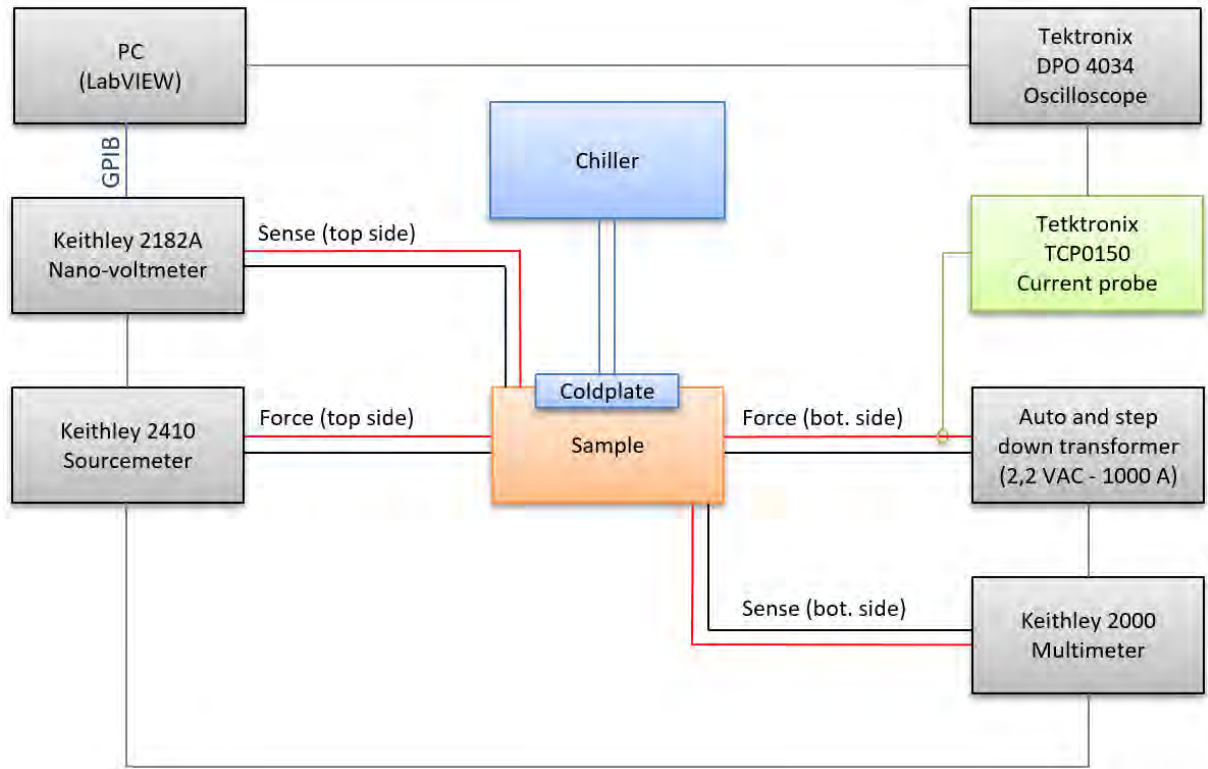 PC
(LabVIEW)
Tektronix
DPO 4034
Oscilloscope
Chiller
GPIB
Keithley 2182A
Nano-voltmeter
Sense (top side)
Tetktronix
TCP0150
Current probe
Coldplate
Keithley 2410
Sourcemeter
Force (top side)
Sample
Force (bot. side)
Auto and step
down transformer
(2,2 VAC - 1000 A)
Sense (bot. side)
Keithley 2000
Multimeter